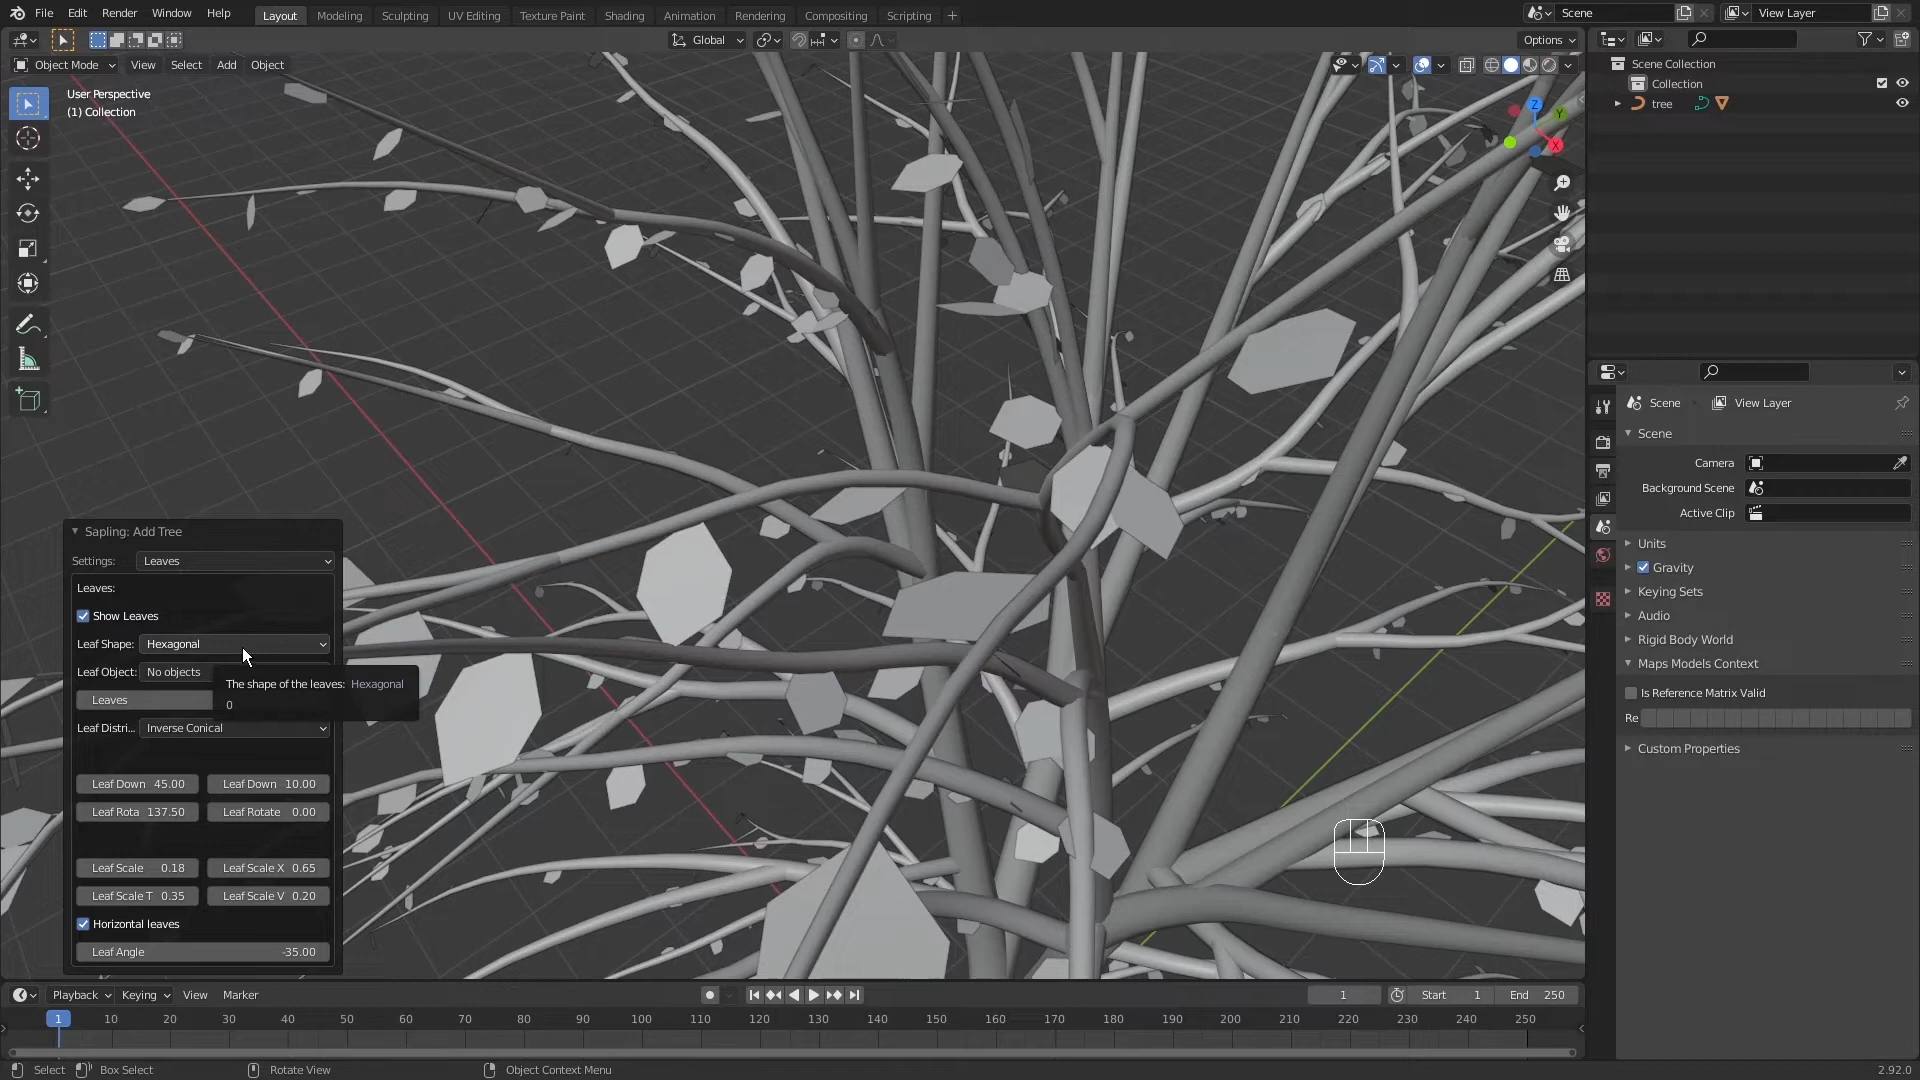 File Edit Render Window Help
Layout Modeling Sculpting UV Editing Texture Paint Shading Animation Rendering Compositing Scripting +
Scene
View Layer
Global
Options
Object Mode View Select Add Object
User Perspective
(1) Collection
Z
Y
X
Scene Collection
Collection
tree
Scene View Layer
Scene
Camera
Background Scene
Active Clip
Units
Gravity
Keying Sets
Audio
Rigid Body World
Maps Models Context
Is Reference Matrix Valid
Re
Custom Properties
Sapling: Add Tree
Settings: Leaves
Leaves:
Show Leaves
Leaf Shape: Hexagonal
Leaf Object: No objects
The shape of the leaves: Hexagonal
Leaves 0
Leaf Distri... Inverse Conical
Leaf Down 45.00 Leaf Down 10.00
Leaf Rota 137.50 Leaf Rotate 0.00
Leaf Scale 0.18 Leaf Scale X 0.65
Leaf Scale T 0.35 Leaf Scale V 0.20
Horizontal leaves
Leaf Angle -35.00
Playback Keying View Marker
1 Start 1 End 250
1 10 20 30 40 50 60 70 80 90 100 110 120 130 140 150 160 170 180 190 200 210 220 230 240 250
Select Box Select Rotate View Object Context Menu 2.92.0